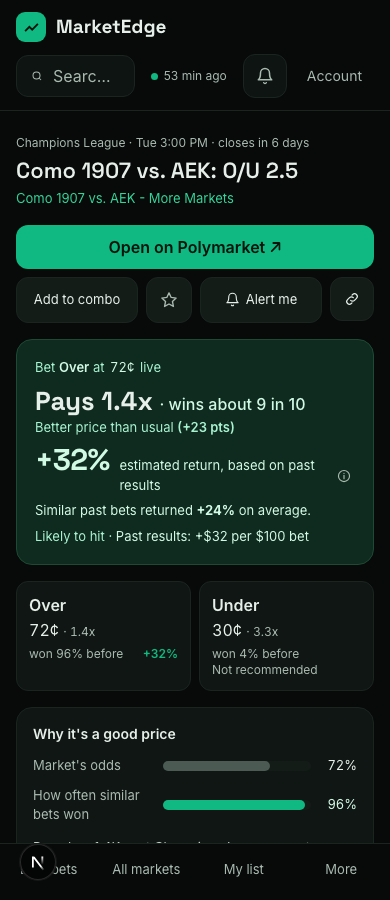 MarketEdge
Searc...
53 min ago
Account
Champions League · Tue 3:00 PM · closes in 6 days
Como 1907 vs. AEK: O/U 2.5
Como 1907 vs. AEK - More Markets
Open on Polymarket ↗
Add to combo
Alert me
Bet Over at 72¢ live
Pays 1.4x · wins about 9 in 10
Better price than usual (+23 pts)
+32% estimated return, based on past
results
Similar past bets returned +24% on average.
Likely to hit · Past results: +$32 per $100 bet
Over
72¢ · 1.4x
won 96% before +32%
Under
30¢ · 3.3x
won 4% before
Not recommended
Why it's a good price
Market's odds 72%
How often similar
bets won 96%
N
bets
All markets
My list
More